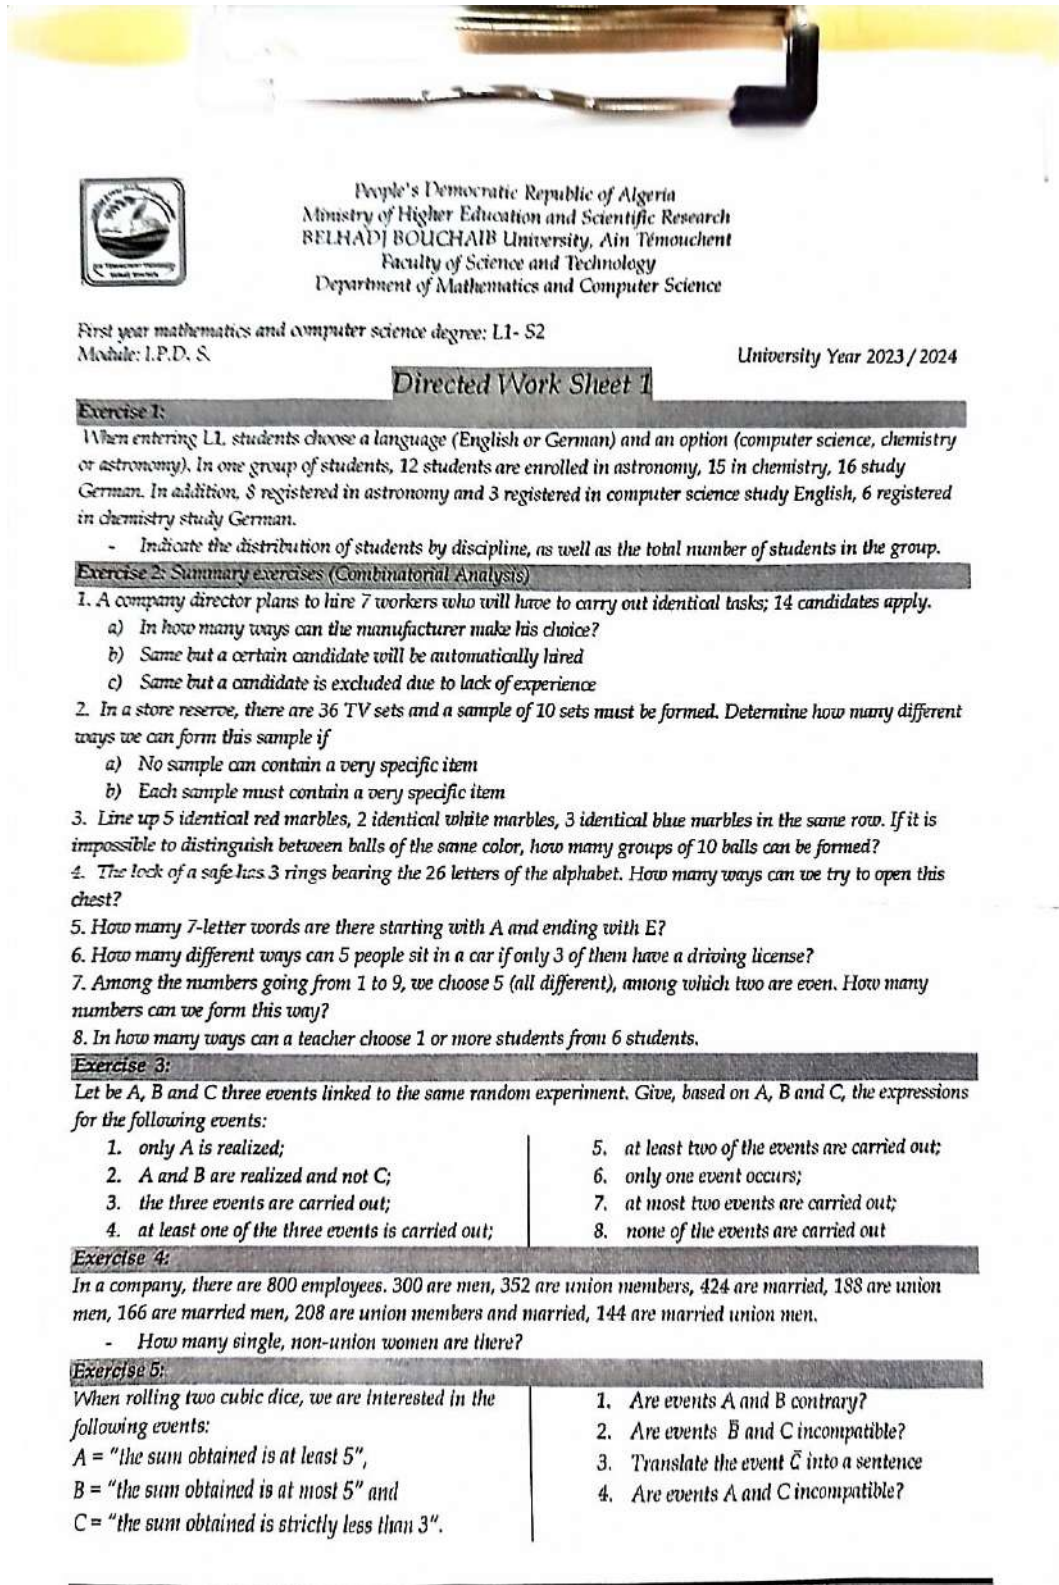 People's Democratic Republic of Algeria
Ministry of Higher Education and Scientific Research
BELHADJ BOUCHAIB University, Ain Témouchent
Faculty of Science and Technology
Department of Mathematics and Computer Science
First year mathematics and computer science degree: L1- S2
Module: I.P.D. S.
University Year 2023 / 2024
Directed Work Sheet 1
Exercise 1:
When entering L1, students choose a language (English or German) and an option (computer science, chemistry
or astronomy). In one group of students, 12 students are enrolled in astronomy, 15 in chemistry, 16 study
German. In addition, 8 registered in astronomy and 3 registered in computer science study English, 6 registered
in chemistry study German.
- Indicate the distribution of students by discipline, as well as the total number of students in the group.
Exercise 2: Summary exercises (Combinatorial Analysis)
1. A company director plans to hire 7 workers who will have to carry out identical tasks; 14 candidates apply.
a) In how many ways can the manufacturer make his choice?
b) Same but a certain candidate will be automatically hired
c) Same but a candidate is excluded due to lack of experience
2. In a store reserve, there are 36 TV sets and a sample of 10 sets must be formed. Determine how many different
ways we can form this sample if
a) No sample can contain a very specific item
b) Each sample must contain a very specific item
3. Line up 5 identical red marbles, 2 identical white marbles, 3 identical blue marbles in the same row. If it is
impossible to distinguish between balls of the same color, how many groups of 10 balls can be formed?
4. The lock of a safe has 3 rings bearing the 26 letters of the alphabet. How many ways can we try to open this
chest?
5. How many 7-letter words are there starting with A and ending with E?
6. How many different ways can 5 people sit in a car if only 3 of them have a driving license?
7. Among the numbers going from 1 to 9, we choose 5 (all different), among which two are even. How many
numbers can we form this way?
8. In how many ways can a teacher choose 1 or more students from 6 students.
Exercise 3:
Let be A, B and C three events linked to the same random experiment. Give, based on A, B and C, the expressions
for the following events:
1. only A is realized;
2. A and B are realized and not C;
3. the three events are carried out;
4. at least one of the three events is carried out;
5. at least two of the events are carried out;
6. only one event occurs;
7. at most two events are carried out;
8. none of the events are carried out
Exercise 4:
In a company, there are 800 employees. 300 are men, 352 are union members, 424 are married, 188 are union
men, 166 are married men, 208 are union members and married, 144 are married union men.
- How many single, non-union women are there?
Exercise 5:
When rolling two cubic dice, we are interested in the
following events:
A = "the sum obtained is at least 5",
B = "the sum obtained is at most 5" and
C = "the sum obtained is strictly less than 3".
1. Are events A and B contrary?
2. Are events B̄ and C incompatible?
3. Translate the event C̄ into a sentence
4. Are events A and C incompatible?